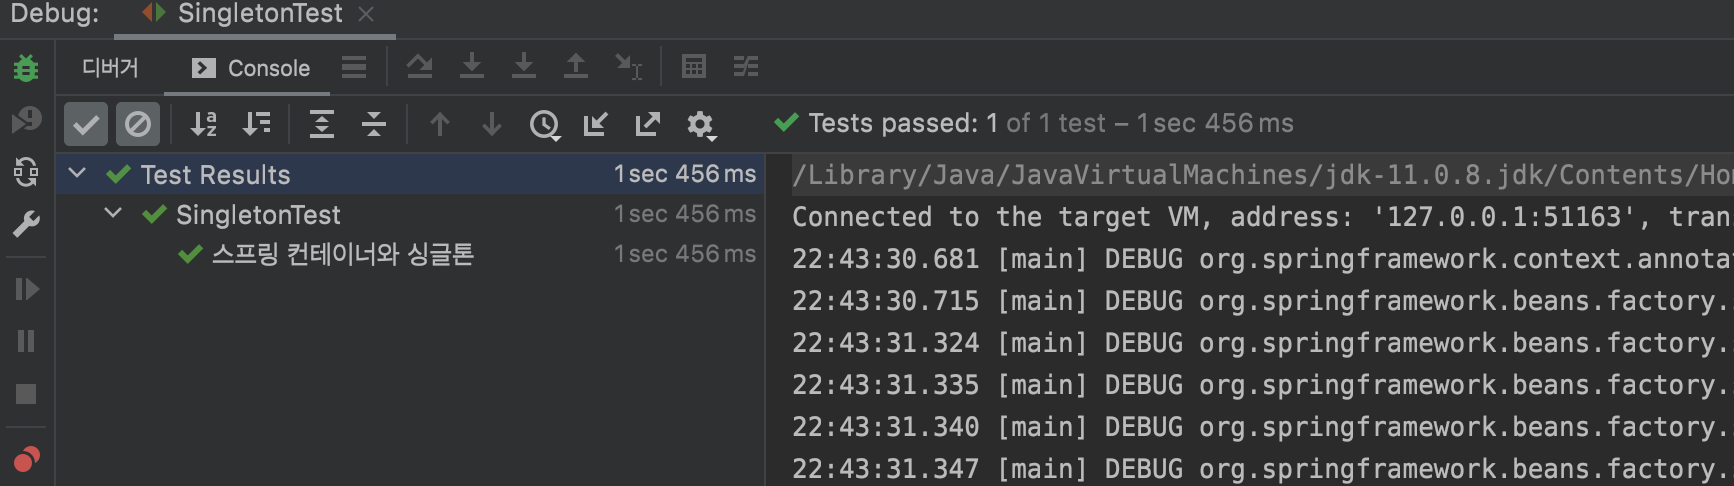 Debug: SingletonTest
디버거 Console
Tests passed: 1 of 1 test – 1 sec 456 ms
Test Results 1 sec 456 ms
SingletonTest 1 sec 456 ms
스프링 컨테이너와 싱글톤 1 sec 456 ms
/Library/Java/JavaVirtualMachines/jdk-11.0.8.jdk/Contents/Ho
Connected to the target VM, address: '127.0.0.1:51163', tran
22:43:30.681 [main] DEBUG org.springframework.context.annota
22:43:30.715 [main] DEBUG org.springframework.beans.factory.
22:43:31.324 [main] DEBUG org.springframework.beans.factory.
22:43:31.335 [main] DEBUG org.springframework.beans.factory.
22:43:31.340 [main] DEBUG org.springframework.beans.factory.
22:43:31.347 [main] DEBUG org.springframework.beans.factory.